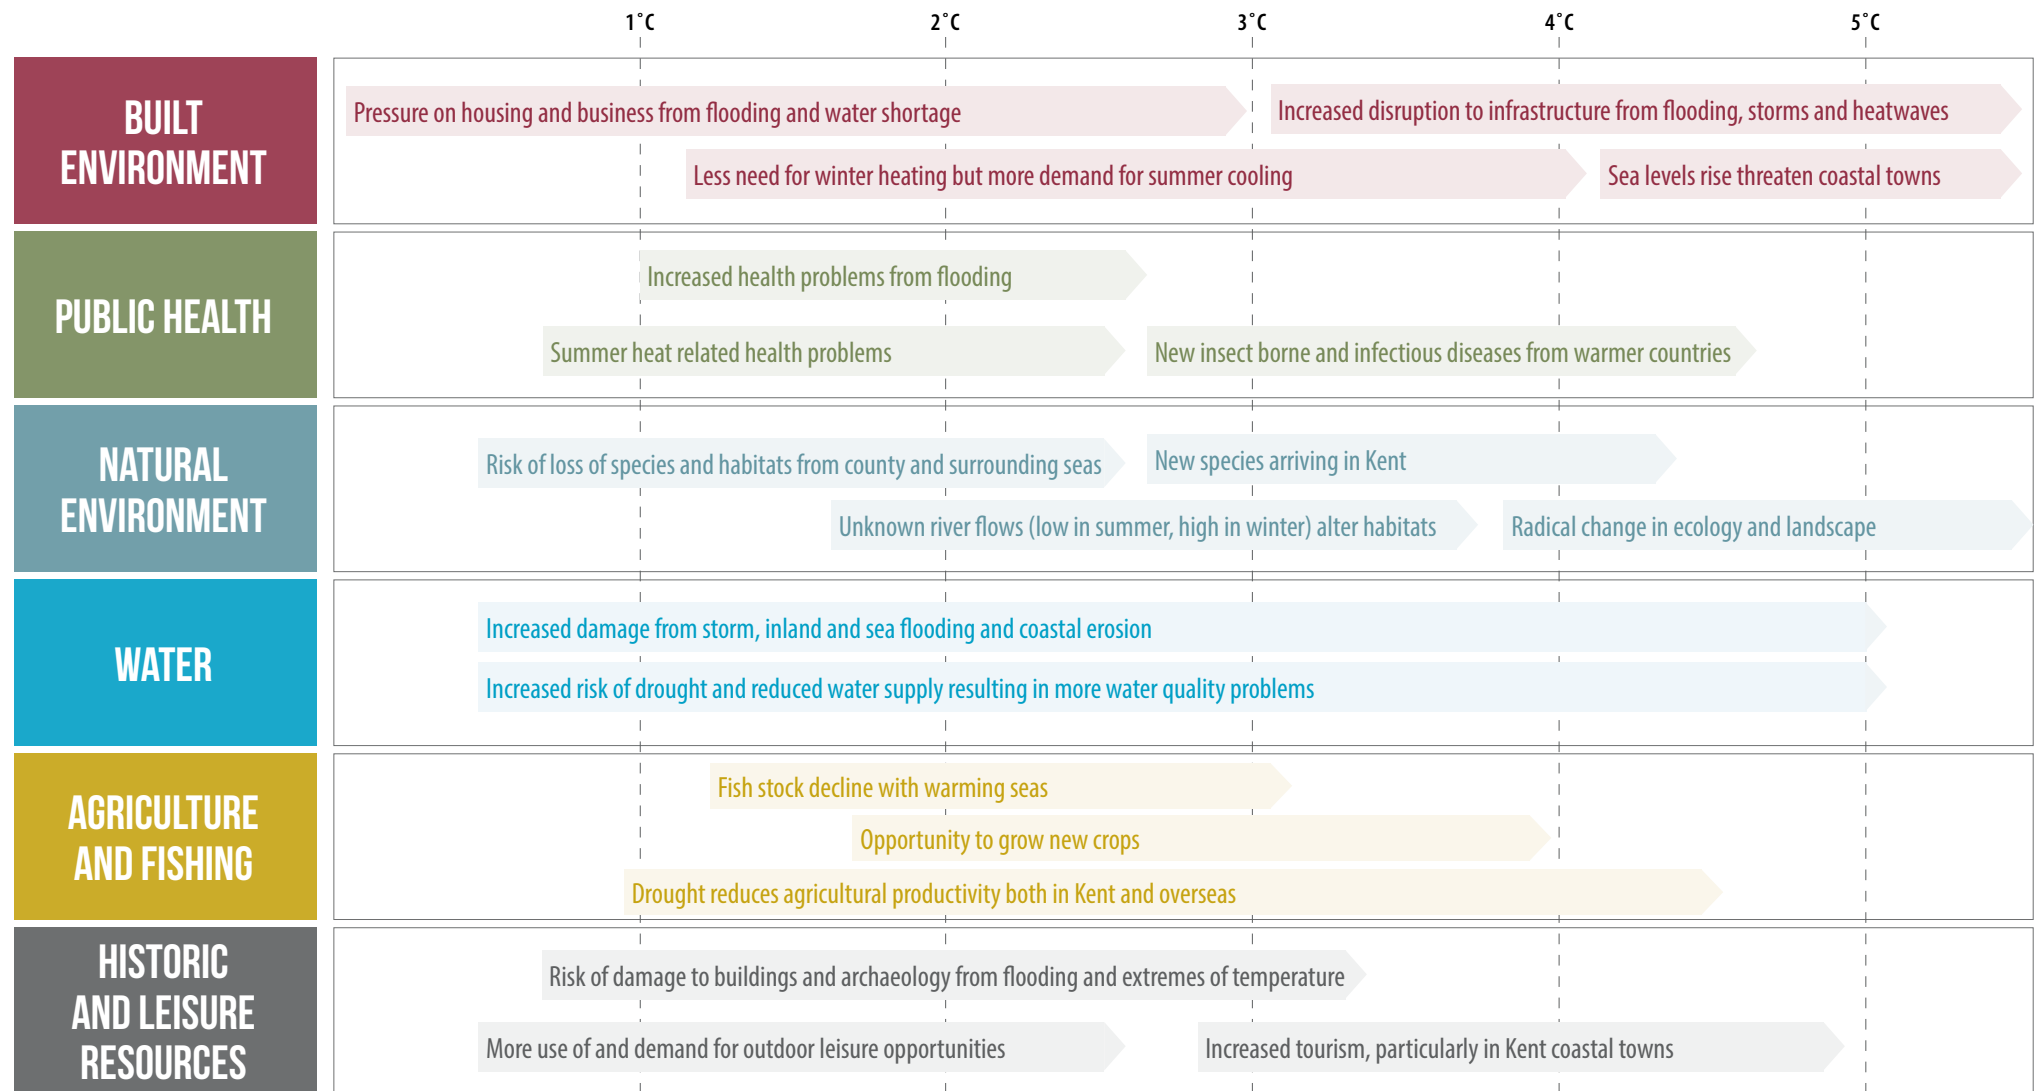 1°C 2°C 3°C 4°C 5°C
BUILT
ENVIRONMENT
Pressure on housing and business from flooding and water shortage
Increased disruption to infrastructure from flooding, storms and heatwaves
Less need for winter heating but more demand for summer cooling
Sea levels rise threaten coastal towns
PUBLIC HEALTH
Increased health problems from flooding
Summer heat related health problems
New insect borne and infectious diseases from warmer countries
NATURAL
ENVIRONMENT
Risk of loss of species and habitats from county and surrounding seas
New species arriving in Kent
Unknown river flows (low in summer, high in winter) alter habitats
Radical change in ecology and landscape
WATER
Increased damage from storm, inland and sea flooding and coastal erosion
Increased risk of drought and reduced water supply resulting in more water quality problems
AGRICULTURE
AND FISHING
Fish stock decline with warming seas
Opportunity to grow new crops
Drought reduces agricultural productivity both in Kent and overseas
HISTORIC
AND LEISURE
RESOURCES
Risk of damage to buildings and archaeology from flooding and extremes of temperature
More use of and demand for outdoor leisure opportunities
Increased tourism, particularly in Kent coastal towns